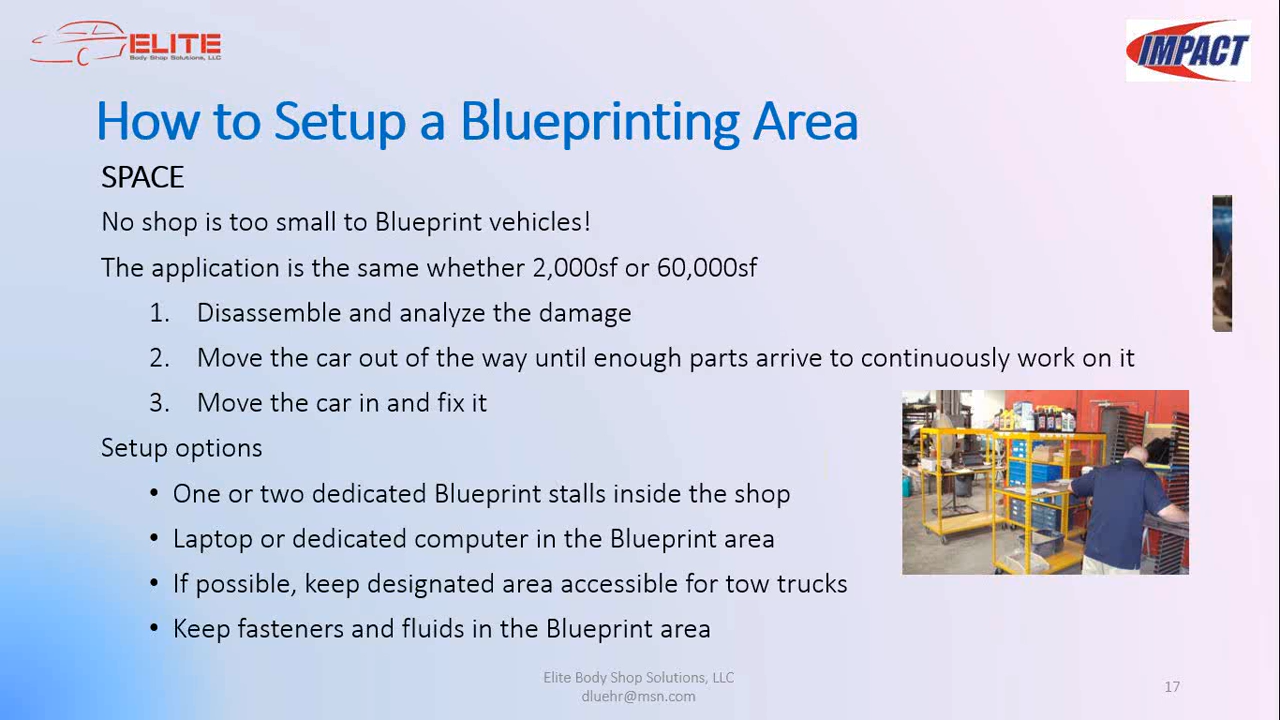 ELITE
Body Shop Solutions, LLC
IMPACT
How to Setup a Blueprinting Area
SPACE
No shop is too small to Blueprint vehicles!
The application is the same whether 2,000sf or 60,000sf
1. Disassemble and analyze the damage
2. Move the car out of the way until enough parts arrive to continuously work on it
3. Move the car in and fix it
Setup options
• One or two dedicated Blueprint stalls inside the shop
• Laptop or dedicated computer in the Blueprint area
• If possible, keep designated area accessible for tow trucks
• Keep fasteners and fluids in the Blueprint area
Elite Body Shop Solutions, LLC
dluehr@msn.com
17